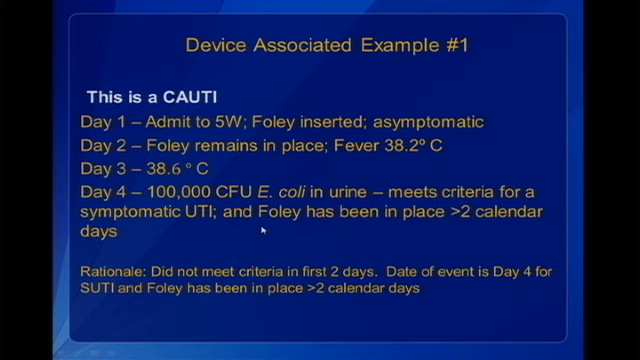 Device Associated Example #1
This is a CAUTI
Day 1 – Admit to 5W; Foley inserted; asymptomatic
Day 2 – Foley remains in place; Fever 38.2º C
Day 3 – 38.6 ° C
Day 4 – 100,000 CFU E. coli in urine – meets criteria for a
symptomatic UTI; and Foley has been in place >2 calendar
days
Rationale: Did not meet criteria in first 2 days.  Date of event is Day 4 for
SUTI and Foley has been in place >2 calendar days